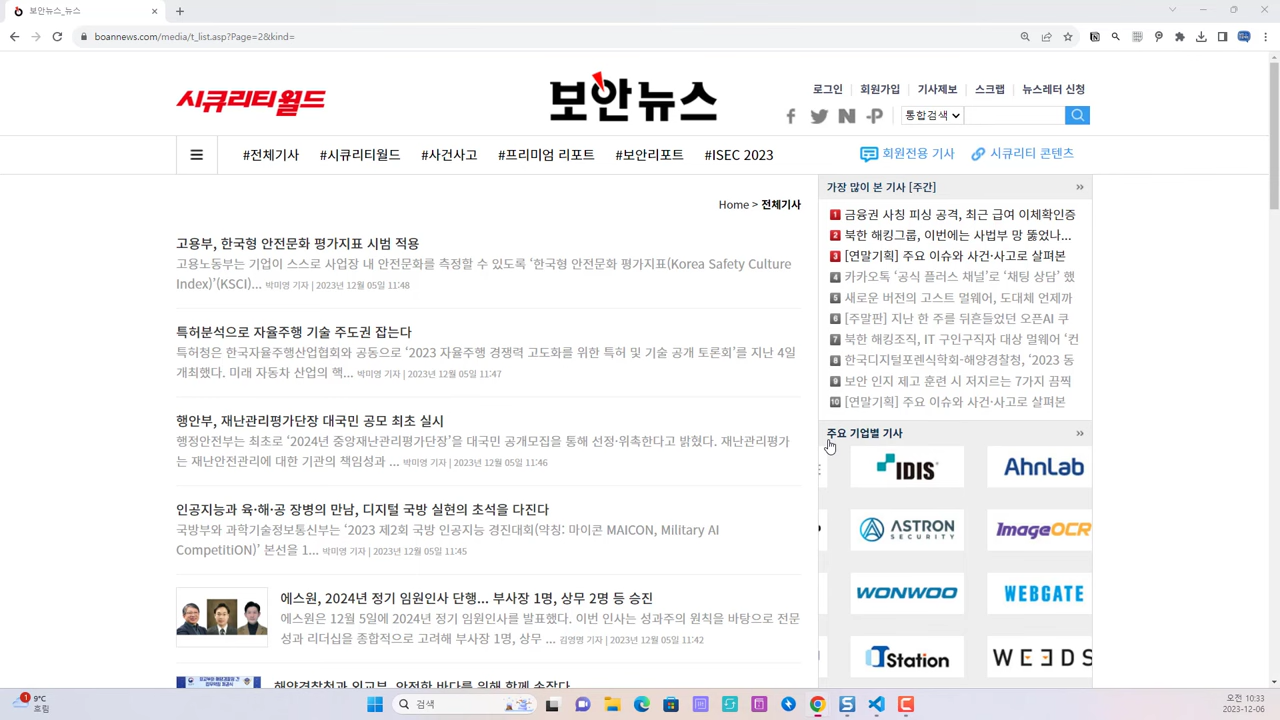 보안뉴스_뉴스
boannews.com/media/t_list.asp?Page=2&kind=
시큐리티월드
보안뉴스
로그인 | 회원가입 | 기사제보 | 스크랩 | 뉴스레터 신청
통합검색
#전체기사 #시큐리티월드 #사건사고 #프리미엄 리포트 #보안리포트 #ISEC 2023
회원전용 기사 시큐리티 콘텐츠
Home > 전체기사
고용부, 한국형 안전문화 평가지표 시범 적용
고용노동부는 기업이 스스로 사업장 내 안전문화를 측정할 수 있도록 ‘한국형 안전문화 평가지표(Korea Safety Culture
Index)’(KSCI)... 박미영 기자 | 2023년 12월 05일 11:48
특허분석으로 자율주행 기술 주도권 잡는다
특허청은 한국자율주행산업협회와 공동으로 ‘2023 자율주행 경쟁력 고도화를 위한 특허 및 기술 공개 토론회’를 지난 4일
개최했다. 미래 자동차 산업의 핵... 박미영 기자 | 2023년 12월 05일 11:47
행안부, 재난관리평가단장 대국민 공모 최초 실시
행정안전부는 최초로 ‘2024년 중앙재난관리평가단장’을 대국민 공개모집을 통해 선정·위촉한다고 밝혔다. 재난관리평가
는 재난안전관리에 대한 기관의 책임성과 ... 박미영 기자 | 2023년 12월 05일 11:46
인공지능과 육·해·공 장병의 만남, 디지털 국방 실현의 초석을 다진다
국방부와 과학기술정보통신부는 ‘2023 제2회 국방 인공지능 경진대회(약칭: 마이콘 MAICON, Military AI
CompetitiON)’ 본선을 1... 박미영 기자 | 2023년 12월 05일 11:45
에스원, 2024년 정기 임원인사 단행... 부사장 1명, 상무 2명 등 승진
에스원은 12월 5일에 2024년 정기 임원인사를 발표했다. 이번 인사는 성과주의 원칙을 바탕으로 전문
성과 리더십을 종합적으로 고려해 부사장 1명, 상무 ... 김영명 기자 | 2023년 12월 05일 11:42
해양경찰청과 외교부, 안전한 바다를 위해 함께 손잡다
가장 많이 본 기사 [주간] »
1 금융권 사칭 피싱 공격, 최근 급여 이체확인증
2 북한 해킹그룹, 이번에는 사법부 망 뚫었나...
3 [연말기획] 주요 이슈와 사건·사고로 살펴본
4 카카오톡 ‘공식 플러스 채널’로 ‘채팅 상담’ 했
5 새로운 버전의 고스트 멀웨어, 도대체 언제까
6 [주말판] 지난 한 주를 뒤흔들었던 오픈AI 쿠
7 북한 해킹조직, IT 구인구직자 대상 멀웨어 ‘컨
8 한국디지털포렌식학회-해양경찰청, ‘2023 동
9 보안 인지 제고 훈련 시 저지르는 7가지 끔찍
10 [연말기획] 주요 이슈와 사건·사고로 살펴본
주요 기업별 기사 »
IDIS AhnLab
ASTRON SECURITY ImageOCR
WONWOO WEBGATE
Station WEEDS
9°C
흐림
검색
오전 10:33
2023-12-06